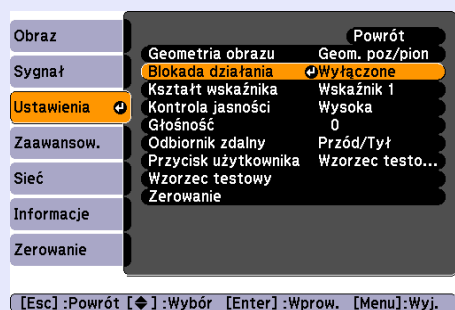 Obraz
Sygnał
Ustawienia
Zaawansow.
Sieć
Informacje
Zerowanie
Powrót
Geometria obrazu Geom. poz/pion
Blokada działania Wyłączone
Kształt wskaźnika Wskaźnik 1
Kontrola jasności Wysoka
Głośność 0
Odbiornik zdalny Przód/Tył
Przycisk użytkownika Wzorzec testo...
Wzorzec testowy
Zerowanie
[Esc] :Powrót [◆] :Wybór [Enter] :Wprow. [Menu]:Wyj.